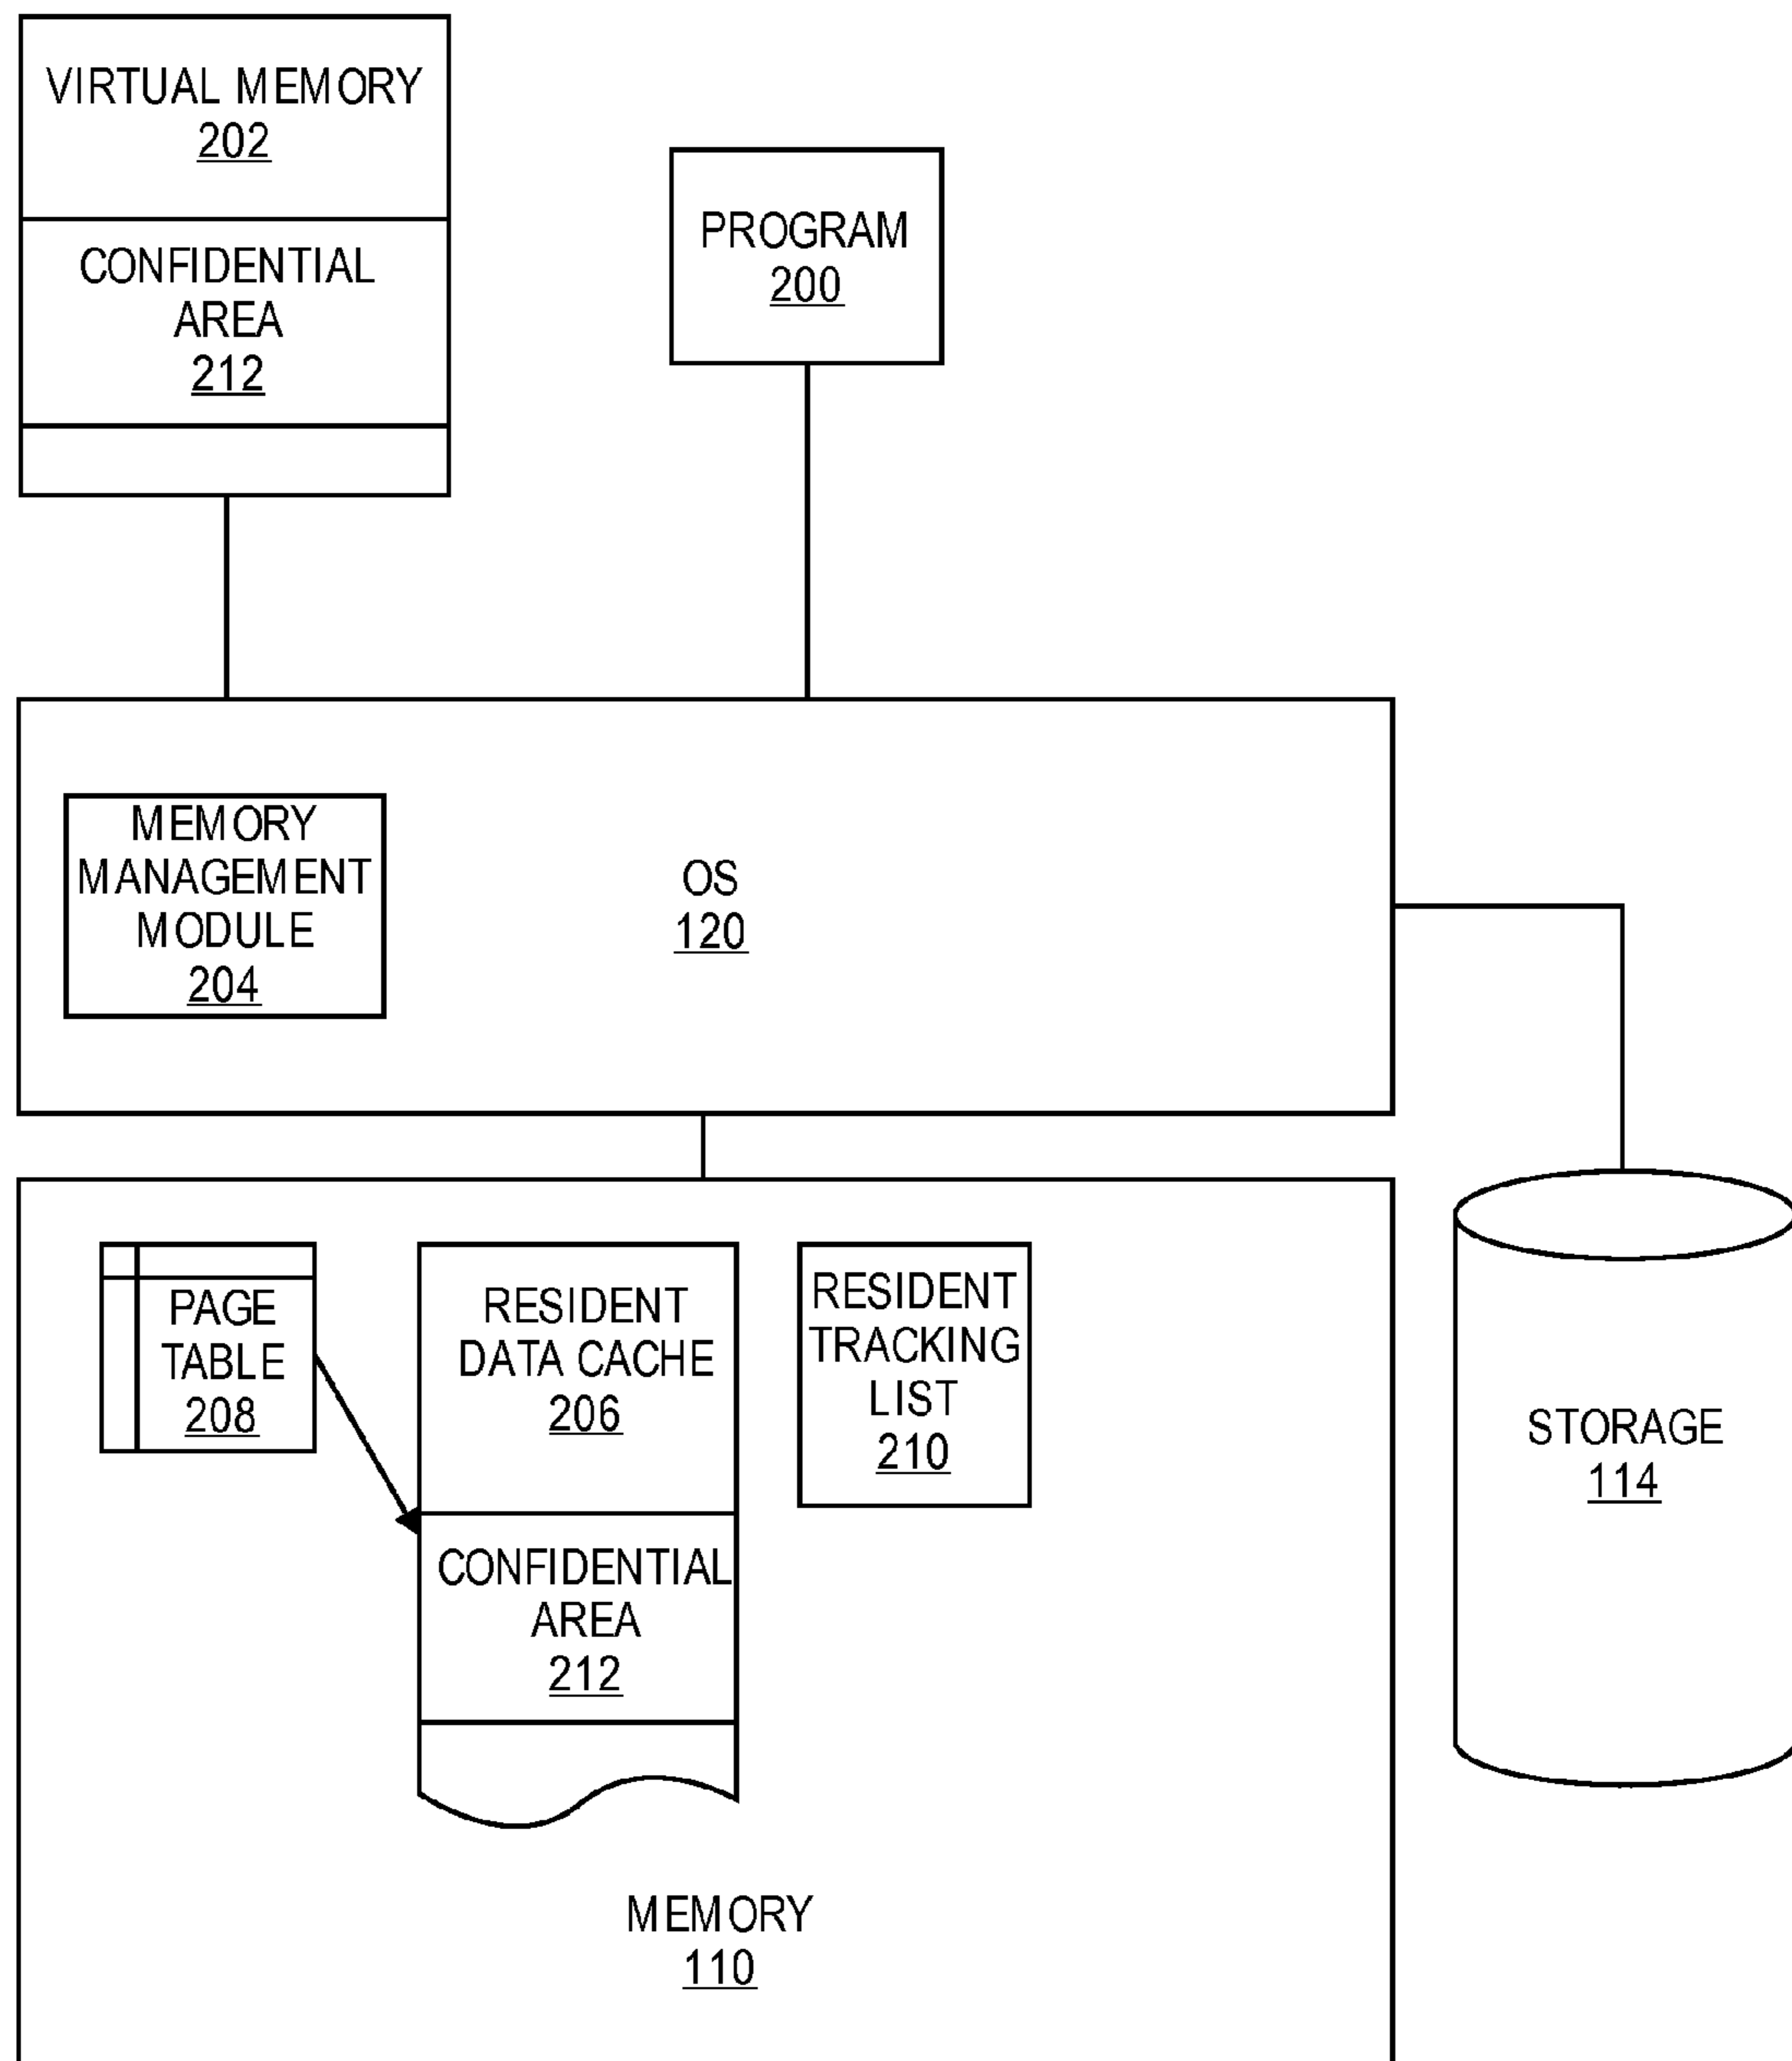 VIRTUAL MEMORY
202
CONFIDENTIAL
AREA
212
PROGRAM
200
MEMORY
MANAGEMENT
MODULE
204
OS
120
PAGE
TABLE
208
RESIDENT
DATA CACHE
206
CONFIDENTIAL
AREA
212
RESIDENT
TRACKING
LIST
210
STORAGE
114
MEMORY
110